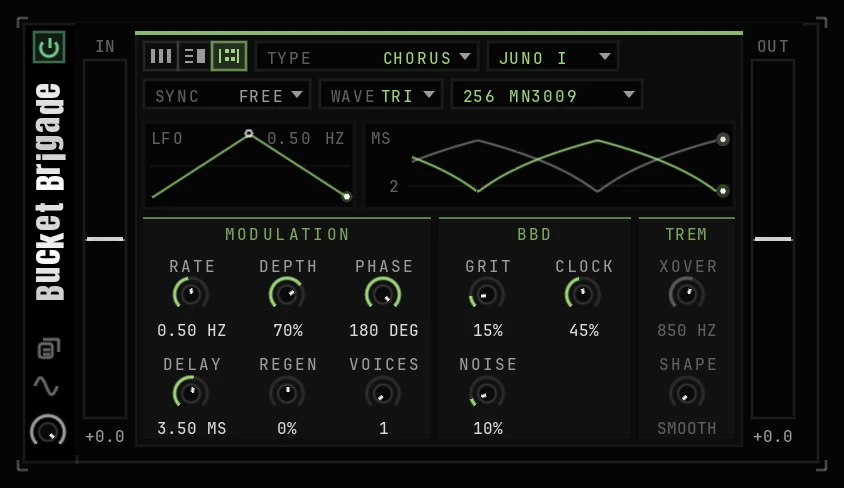 IN
OUT
Bucket Brigade
TYPE CHORUS JUNO I
SYNC FREE WAVE TRI 256 MN3009
LFO 0.50 HZ MS
2
MODULATION BBD TREM
RATE DEPTH PHASE GRIT CLOCK XOVER
0.50 HZ 70% 180 DEG 15% 45% 850 HZ
DELAY REGEN VOICES NOISE SHAPE
3.50 MS 0% 1 10% SMOOTH
+0.0 +0.0